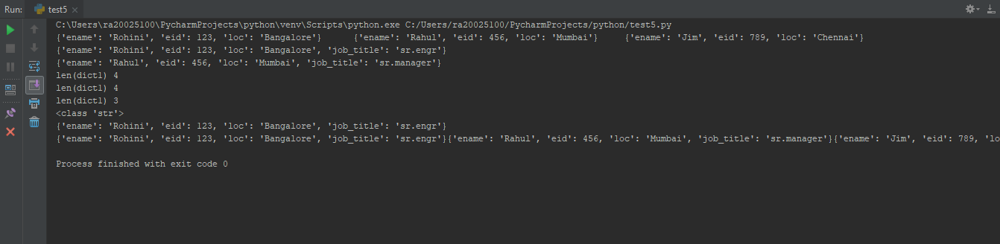 Run: test5
C:\Users\ra20025100\PycharmProjects\python\venv\Scripts\python.exe C:/Users/ra20025100/PycharmProjects/python/test5.py
{'ename': 'Rohini', 'eid': 123, 'loc': 'Bangalore'} {'ename': 'Rahul', 'eid': 456, 'loc': 'Mumbai'} {'ename': 'Jim', 'eid': 789, 'loc': 'Chennai'}
{'ename': 'Rohini', 'eid': 123, 'loc': 'Bangalore', 'job_title': 'sr.engr'}
{'ename': 'Rahul', 'eid': 456, 'loc': 'Mumbai', 'job_title': 'sr.manager'}
len(dict1) 4
len(dict1) 4
len(dict1) 3
<class 'str'>
{'ename': 'Rohini', 'eid': 123, 'loc': 'Bangalore', 'job_title': 'sr.engr'}
{'ename': 'Rohini', 'eid': 123, 'loc': 'Bangalore', 'job_title': 'sr.engr'}{'ename': 'Rahul', 'eid': 456, 'loc': 'Mumbai', 'job_title': 'sr.manager'}{'ename': 'Jim', 'eid': 789, 'lo
Process finished with exit code 0